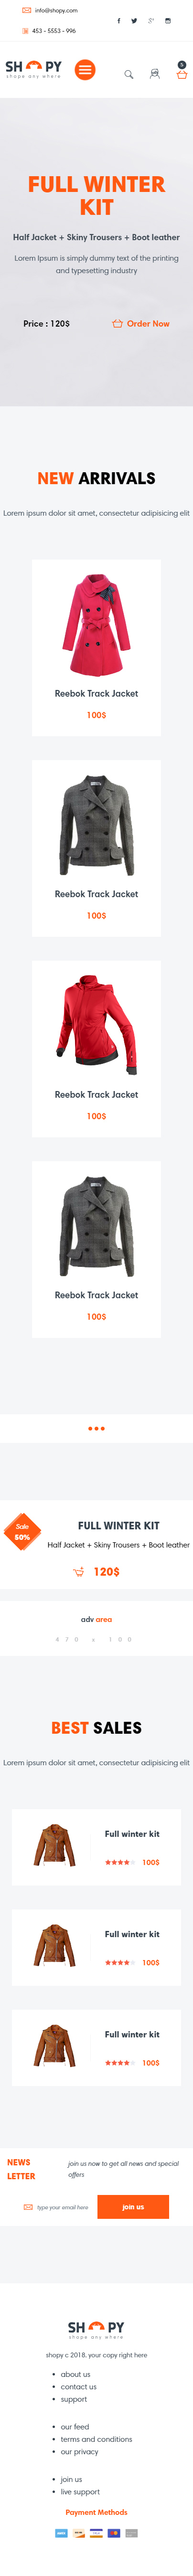 info@shopy.com
453 - 5553 - 996
SHOPY
shope any where
FULL WINTER
KIT
Half Jacket + Skiny Trousers + Boot leather
Lorem Ipsum is simply dummy text of the printing
and typesetting industry
Price : 120$
Order Now
NEW ARRIVALS
Lorem ipsum dolor sit amet, consectetur adipisicing elit
Reebok Track Jacket
100$
Reebok Track Jacket
100$
Reebok Track Jacket
100$
Reebok Track Jacket
100$
Sale
50%
FULL WINTER KIT
Half Jacket + Skiny Trousers + Boot leather
120$
adv area
470 x 100
BEST SALES
Lorem ipsum dolor sit amet, consectetur adipisicing elit
Full winter kit
100$
Full winter kit
100$
Full winter kit
100$
NEWS
LETTER
join us now to get all news and special
offers
type your email here
join us
SHOPY
shope any where
shopy c 2018, your copy right here
about us
contact us
support
our feed
terms and conditions
our privacy
join us
live support
Payment Methods